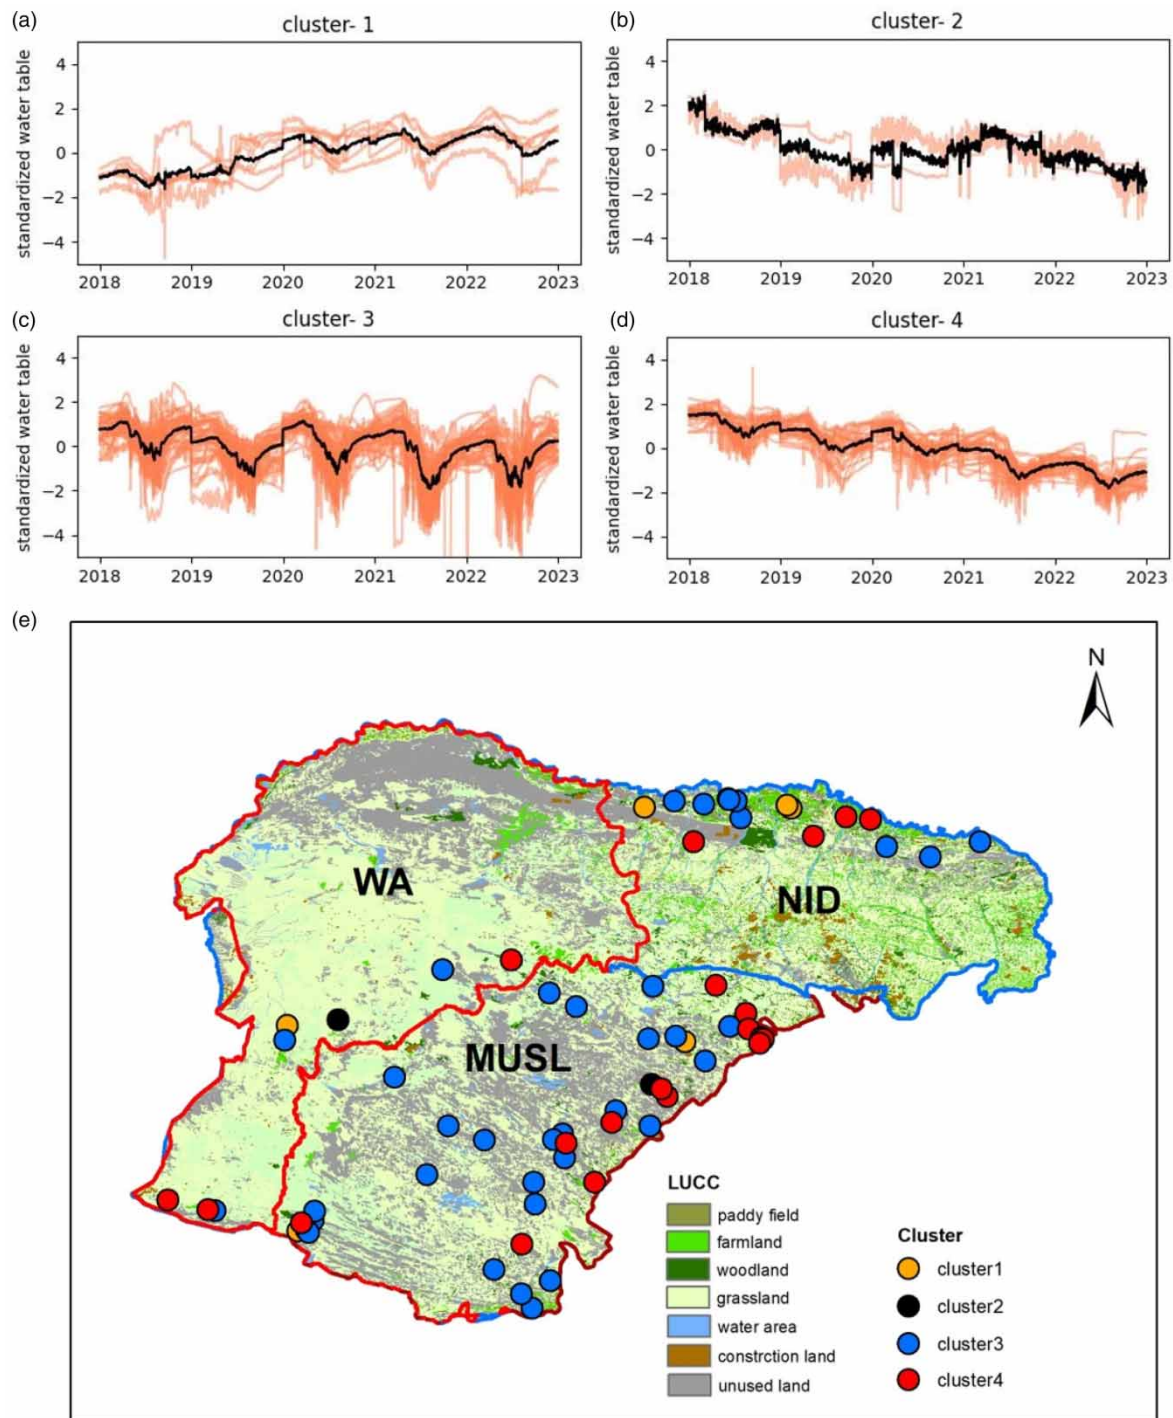 (a)
cluster- 1
standardized water table
4
2
0
−2
−4
2018 2019 2020 2021 2022 2023
(b)
cluster- 2
standardized water table
4
2
0
−2
−4
2018 2019 2020 2021 2022 2023
(c)
cluster- 3
standardized water table
4
2
0
−2
−4
2018 2019 2020 2021 2022 2023
(d)
cluster- 4
standardized water table
4
2
0
−2
−4
2018 2019 2020 2021 2022 2023
(e)
N
WA
NID
MUSL
LUCC
paddy field
farmland
woodland
grassland
water area
constrction land
unused land
Cluster
cluster1
cluster2
cluster3
cluster4